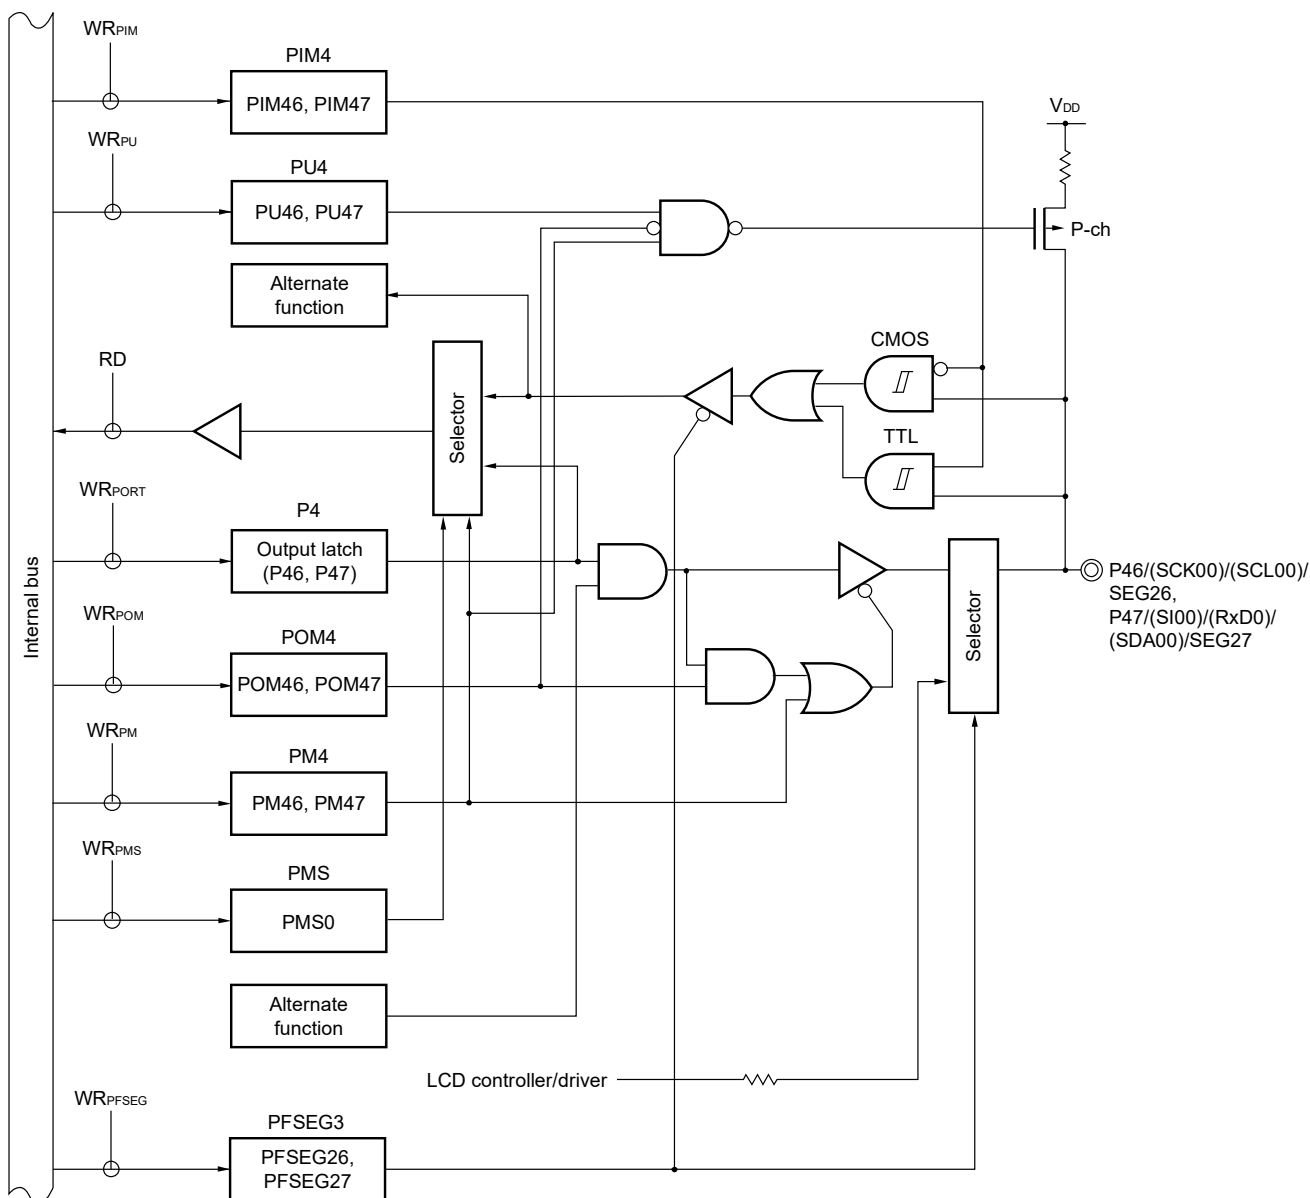 WRPIM
PIM4
PIM46, PIM47
VDD
WRPU
PU4
PU46, PU47
P-ch
Alternate
function
CMOS
RD
Selector
TTL
WRPORT
P4
Output latch
(P46, P47)
Internal bus
P46/(SCK00)/(SCL00)/
SEG26,
P47/(SI00)/(RxD0)/
(SDA00)/SEG27
Selector
WRPOM
POM4
POM46, POM47
WRPM
PM4
PM46, PM47
WRPMS
PMS
PMS0
Alternate
function
LCD controller/driver
WRPFSEG
PFSEG3
PFSEG26,
PFSEG27